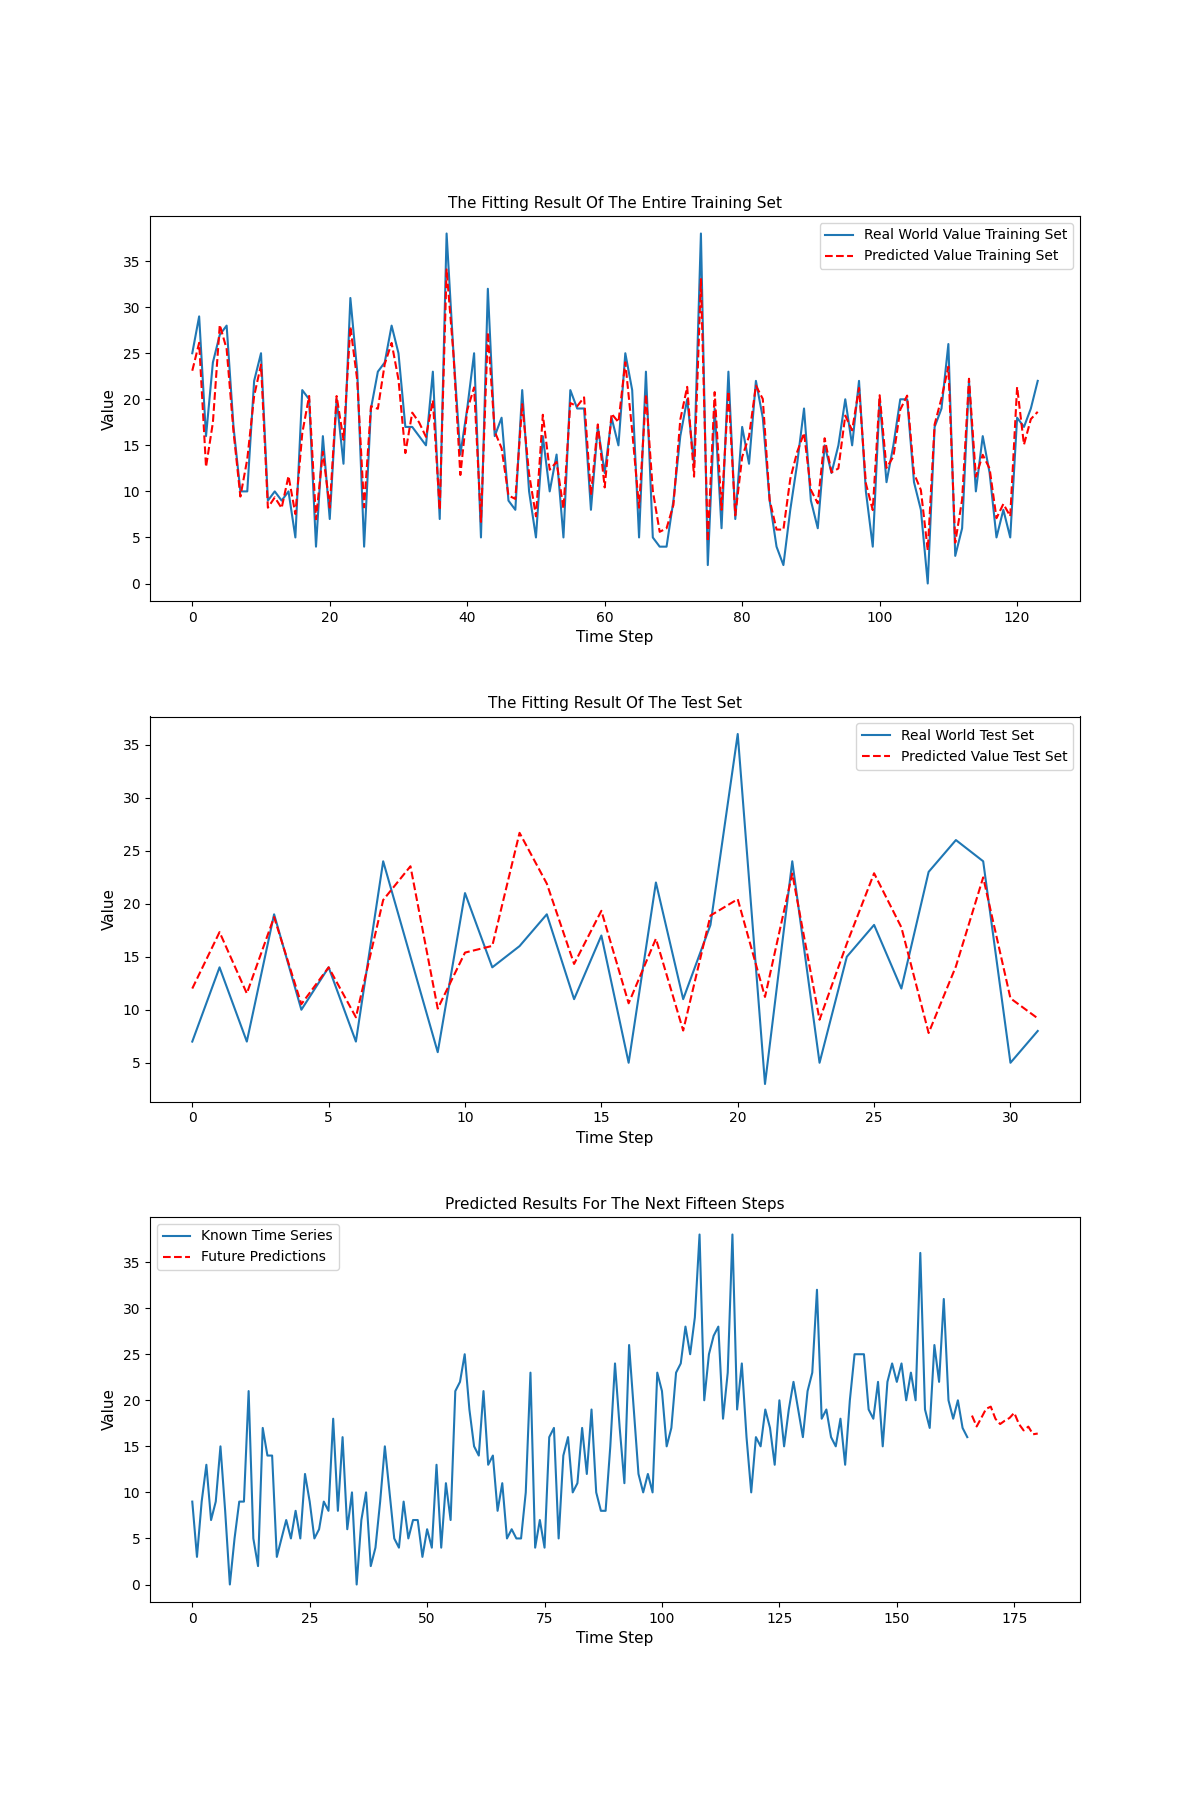 The Fitting Result Of The Entire Training Set
Real World Value Training Set
Predicted Value Training Set
Value
35
30
25
20
15
10
5
0
0 20 40 60 80 100 120
Time Step
The Fitting Result Of The Test Set
Real World Test Set
Predicted Value Test Set
Value
35
30
25
20
15
10
5
0 5 10 15 20 25 30
Time Step
Predicted Results For The Next Fifteen Steps
Known Time Series
Future Predictions
Value
35
30
25
20
15
10
5
0
0 25 50 75 100 125 150 175
Time Step